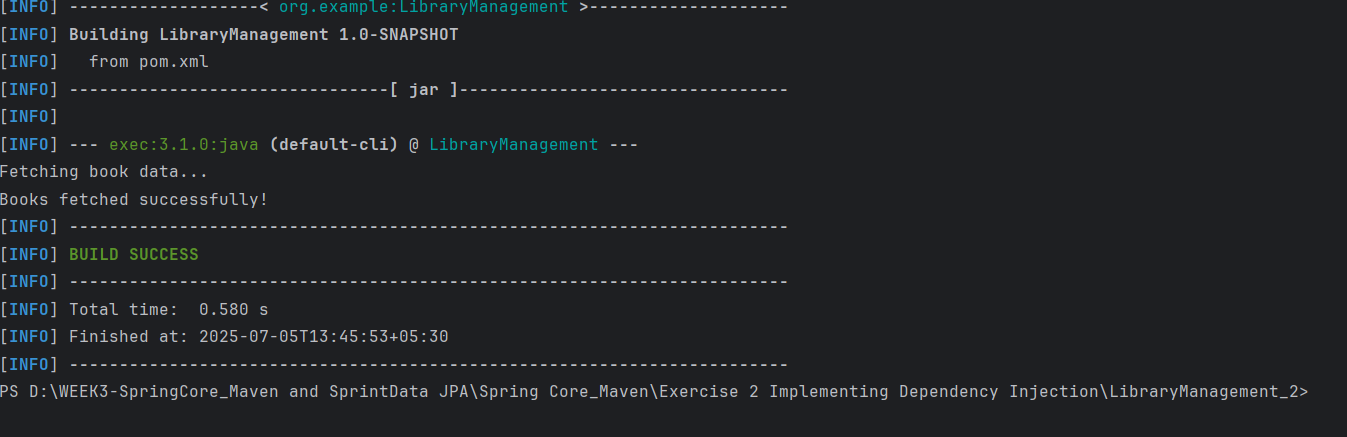 [INFO] -------------------< org.example:LibraryManagement >--------------------
[INFO] Building LibraryManagement 1.0-SNAPSHOT
[INFO]   from pom.xml
[INFO] --------------------------------[ jar ]---------------------------------
[INFO]
[INFO] --- exec:3.1.0:java (default-cli) @ LibraryManagement ---
Fetching book data...
Books fetched successfully!
[INFO] ------------------------------------------------------------------------
[INFO] BUILD SUCCESS
[INFO] ------------------------------------------------------------------------
[INFO] Total time:  0.580 s
[INFO] Finished at: 2025-07-05T13:45:53+05:30
[INFO] ------------------------------------------------------------------------
PS D:\WEEK3-SpringCore_Maven and SprintData JPA\Spring Core_Maven\Exercise 2 Implementing Dependency Injection\LibraryManagement_2>